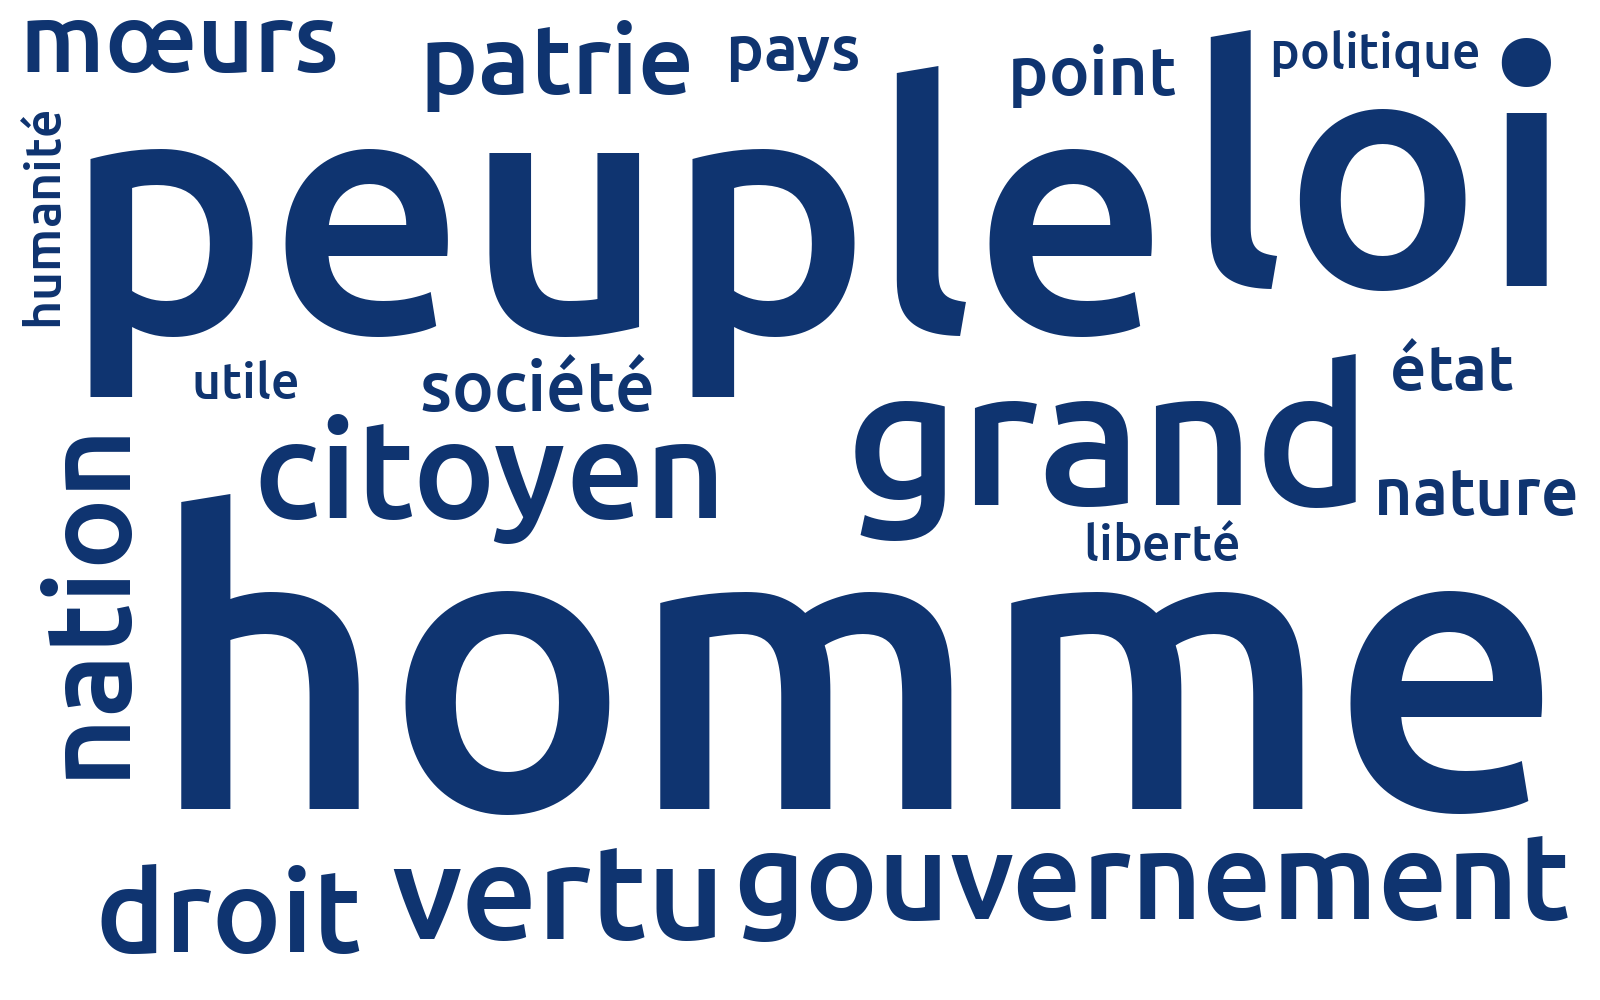 mœurs
patrie
pays
point
politique
humanité
peuple
loi
utile
société
état
citoyen
grand
nature
nation
liberté
homme
droit
vertu
gouvernement